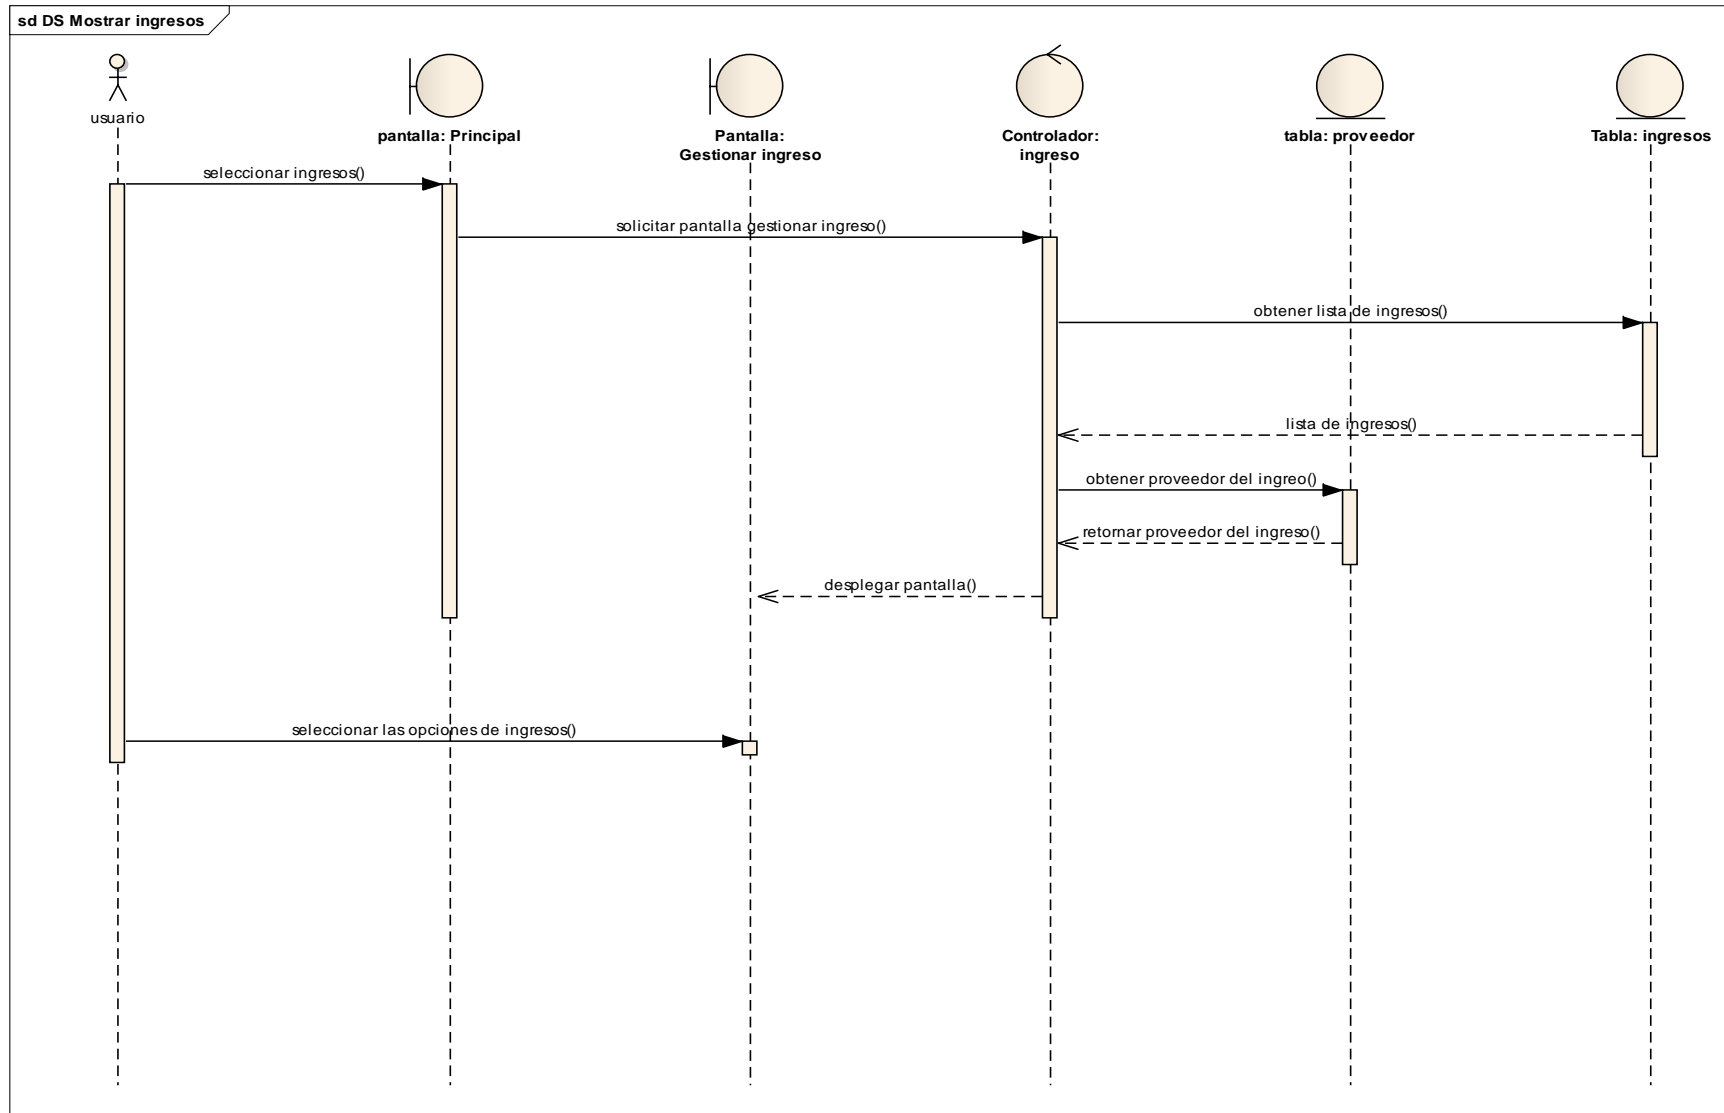 sd DS Mostrar ingresos
usuario
pantalla: Principal
Pantalla:
Gestionar ingreso
Controlador:
ingreso
tabla: proveedor
Tabla: ingresos
seleccionar ingresos()
solicitar pantalla gestionar ingreso()
obtener lista de ingresos()
lista de ingresos()
obtener proveedor del ingreo()
retornar proveedor del ingreso()
desplegar pantalla()
seleccionar las opciones de ingresos()